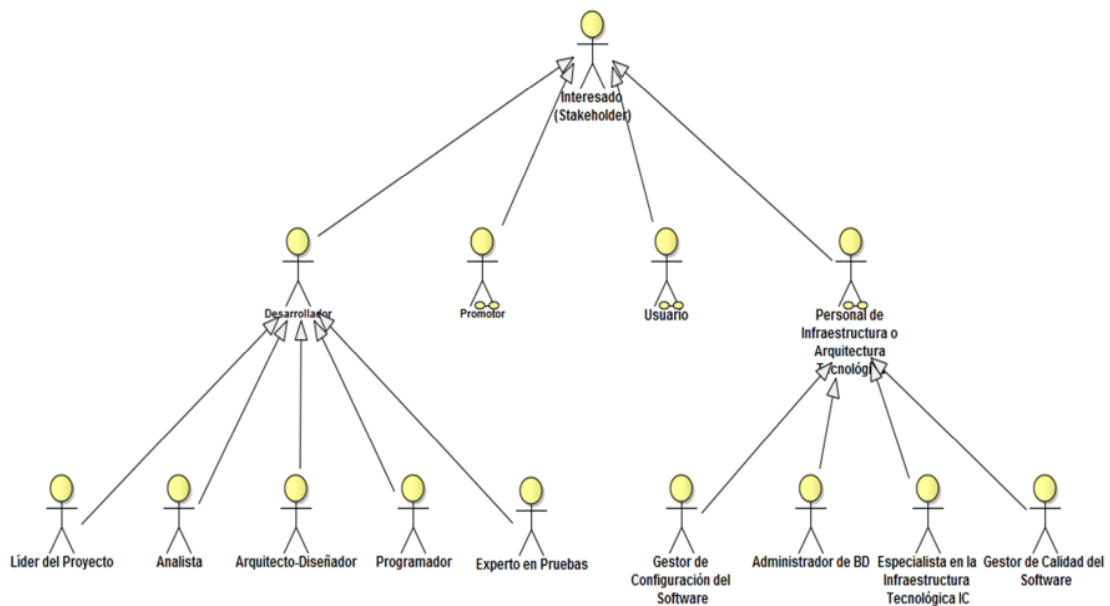 Interesado
(Stakeholder)
Desarrollador
Promotor
Usuario
Personal de
Infraestructura o
Arquitectura
Tecnológica
Líder del Proyecto
Analista
Arquitecto-Diseñador
Programador
Experto en Pruebas
Gestor de
Configuración del
Software
Administrador de BD
Especialista en la
Infraestructura
Tecnológica IC
Gestor de Calidad del
Software